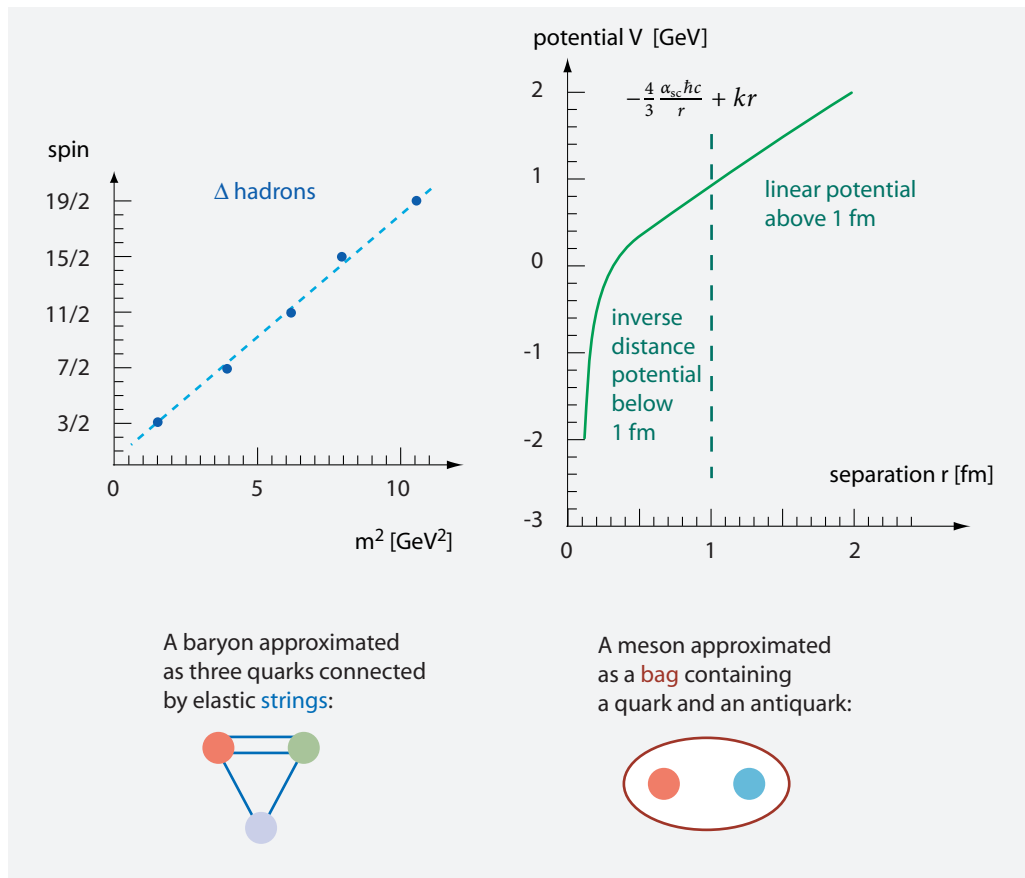 spin
19/2
15/2
11/2
7/2
3/2
Δ hadrons
0
5
10
m² [GeV²]
potential V [GeV]
2
1
0
-1
-2
-3
−4/3 α_sc ħc/r + kr
linear potential
above 1 fm
inverse
distance
potential
below
1 fm
separation r [fm]
0
1
2
A baryon approximated
as three quarks connected
by elastic strings:
A meson approximated
as a bag containing
a quark and an antiquark: